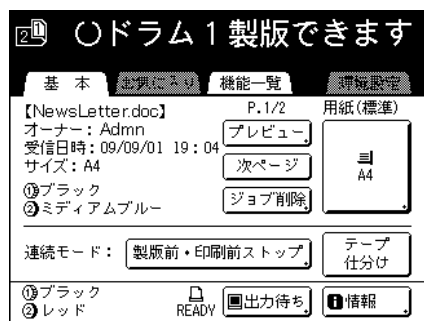 ドラム1製版できます
基本 お気に入り 機能一覧 環境設定
【NewsLetter.doc】 P.1/2 用紙(標準)
オーナー：Admn プレビュー
受信日時：09/09/01 19：04
サイズ：A4 次ページ A4
①ブラック ジョブ削除
②ミディアムブルー
連続モード： 製版前・印刷前ストップ テープ
仕分け
①ブラック
②レッド READY 出力待ち 情報